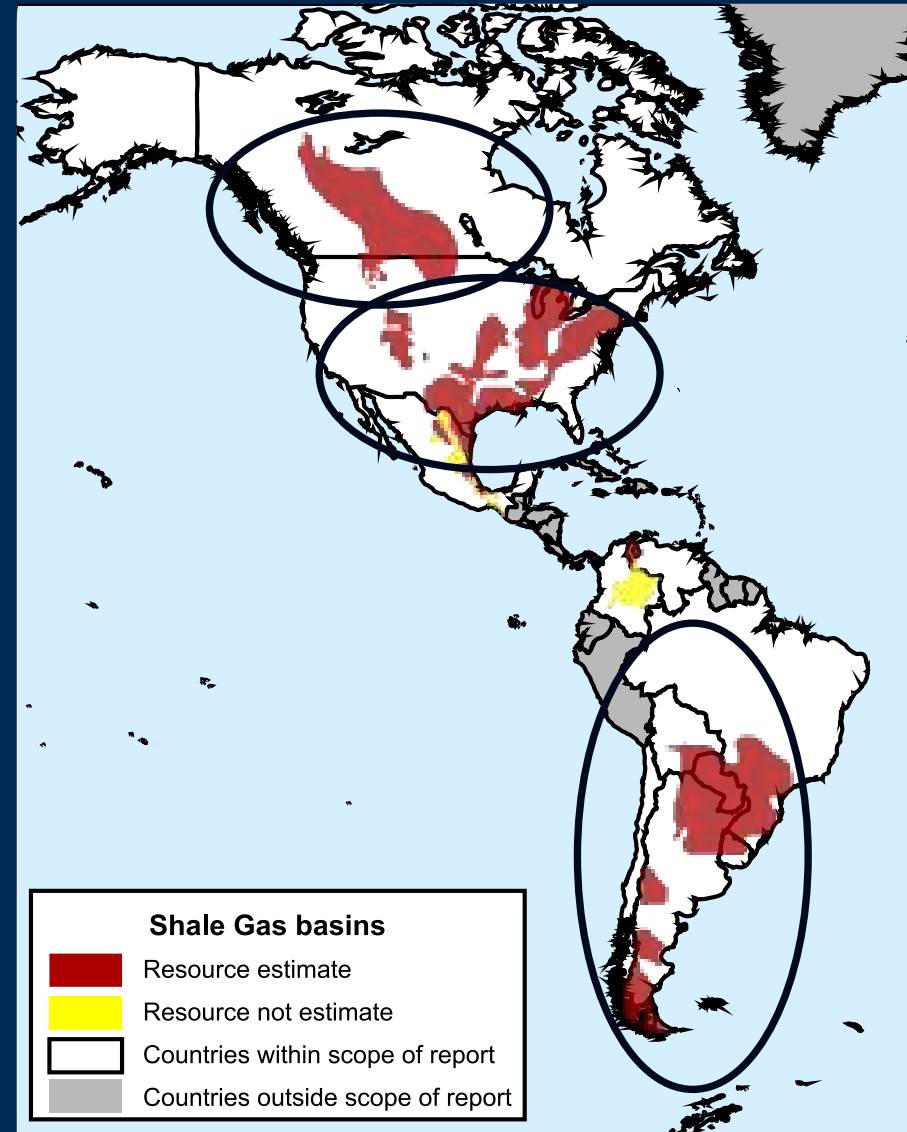 Shale Gas basins
Resource estimate
Resource not estimate
Countries within scope of report
Countries outside scope of report